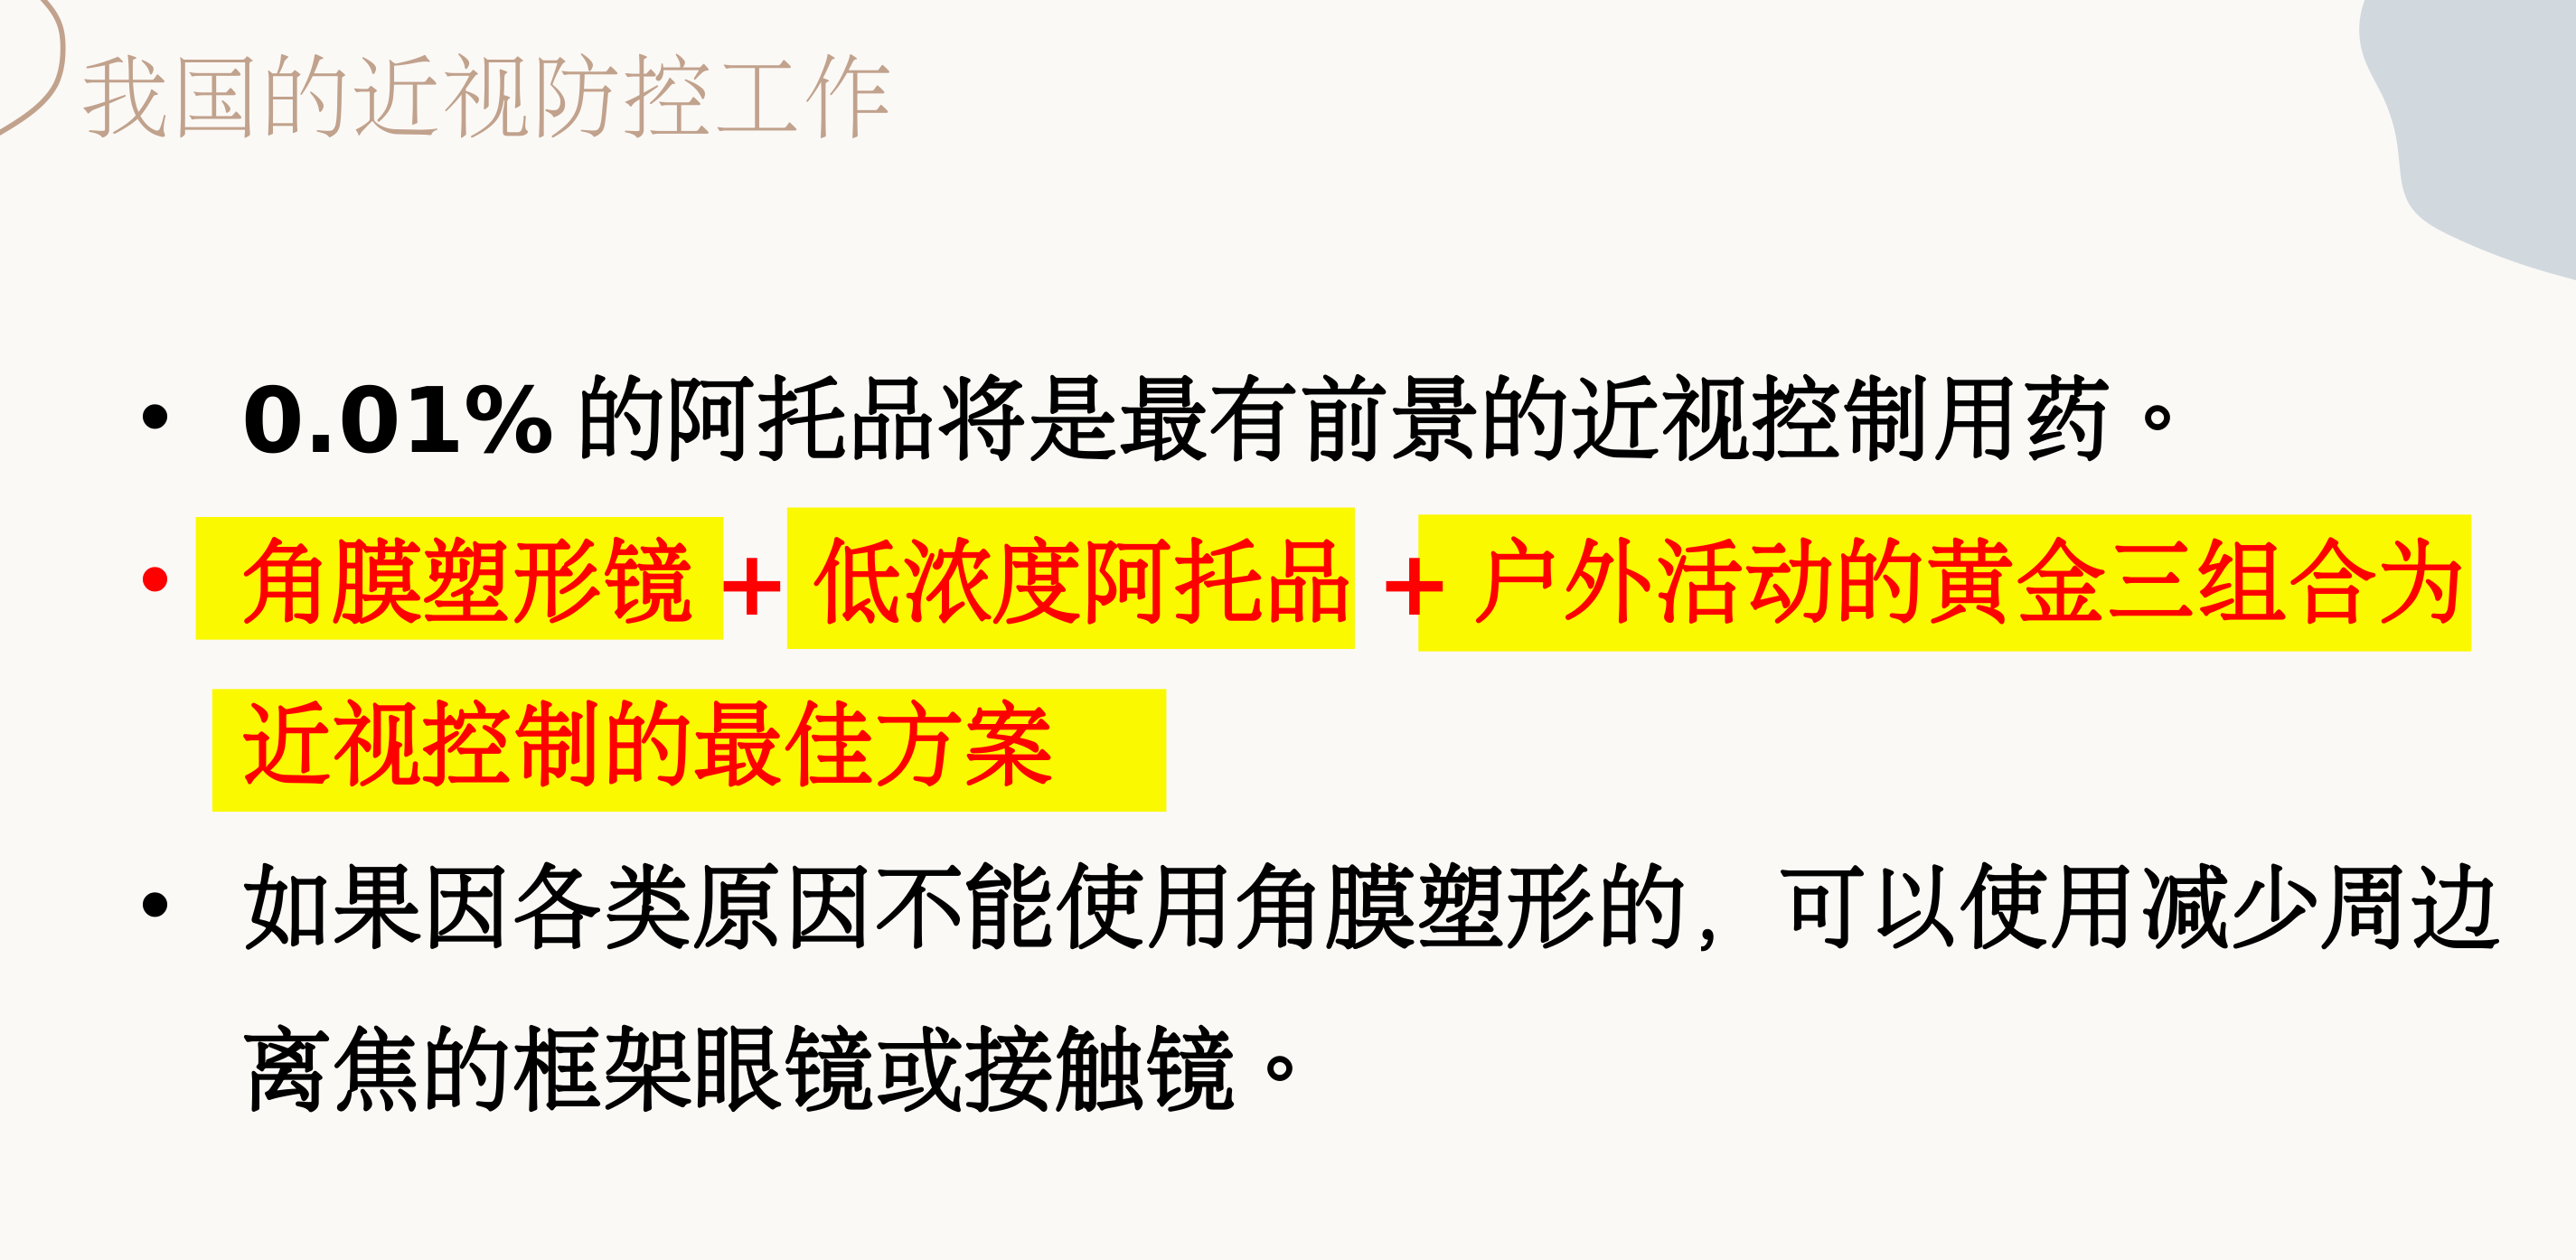 我国的近视防控工作
• 0.01% 的阿托品将是最有前景的近视控制用药。
• 角膜塑形镜 + 低浓度阿托品 + 户外活动的黄金三组合为
近视控制的最佳方案
• 如果因各类原因不能使用角膜塑形的，可以使用减少周边
离焦的框架眼镜或接触镜。